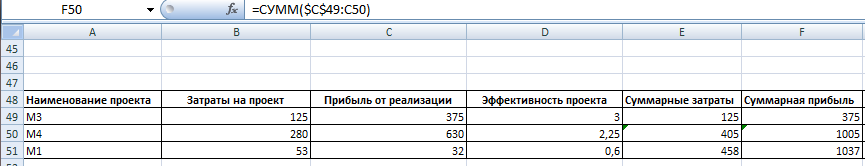 F50 fx =СУММ($C$49:C50)
A B C D E F
45
46
47
48 Наименование проекта Затраты на проект Прибыль от реализации Эффективность проекта Суммарные затраты Суммарная прибыль
49 М3 125 375 3 125 375
50 М4 280 630 2,25 405 1005
51 М1 53 32 0,6 458 1037